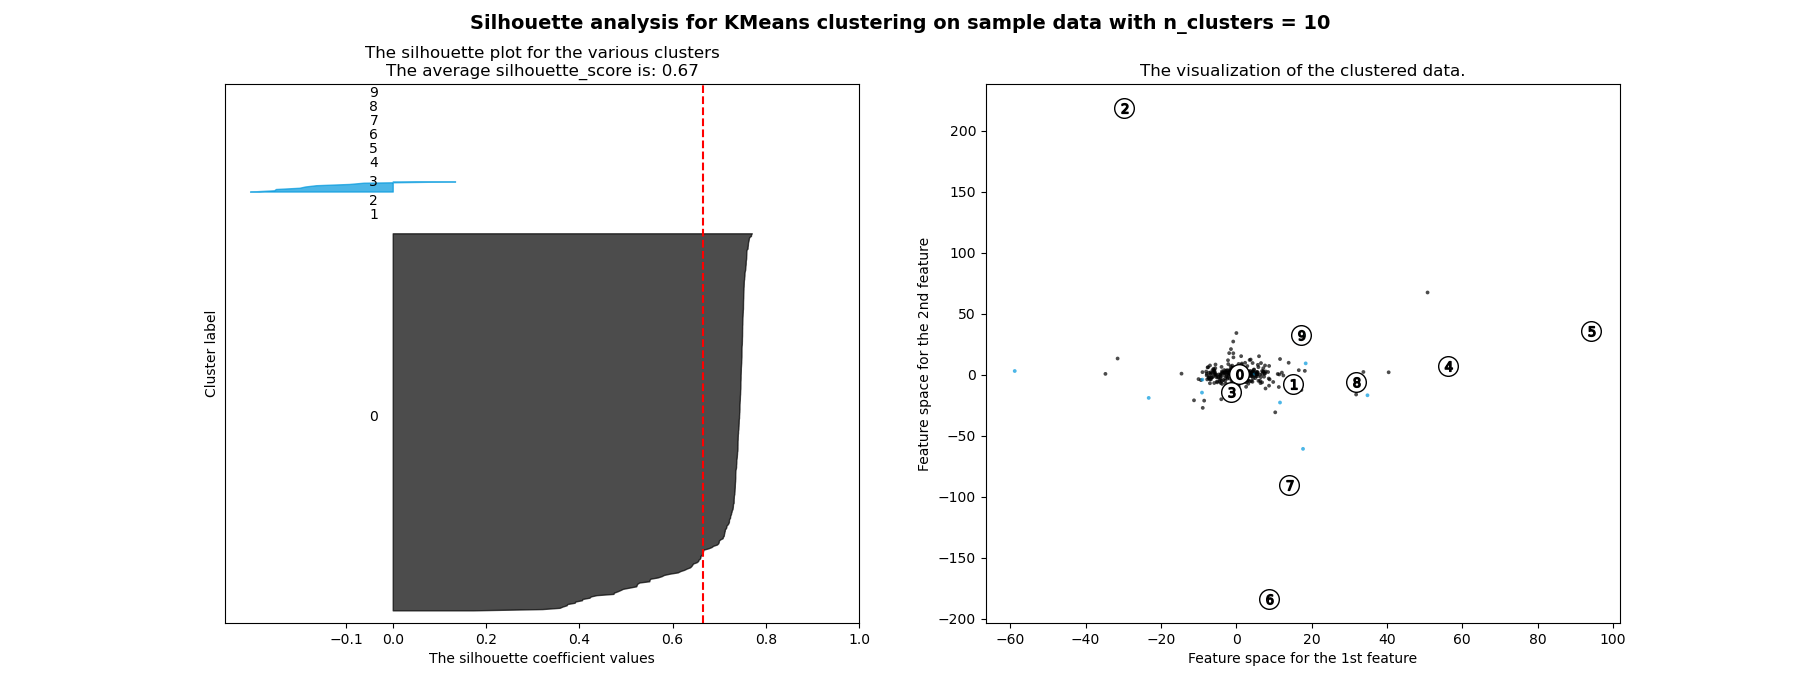 Silhouette analysis for KMeans clustering on sample data with n_clusters = 10
The silhouette plot for the various clusters
The average silhouette_score is: 0.67
9
8
7
6
5
4
3
2
1
0
Cluster label
−0.1 0.0 0.2 0.4 0.6 0.8 1.0
The silhouette coefficient values
The visualization of the clustered data.
200
150
100
50
0
−50
−100
−150
−200
Feature space for the 2nd feature
2
9
5
4
0
8
1
3
7
6
−60 −40 −20 0 20 40 60 80 100
Feature space for the 1st feature